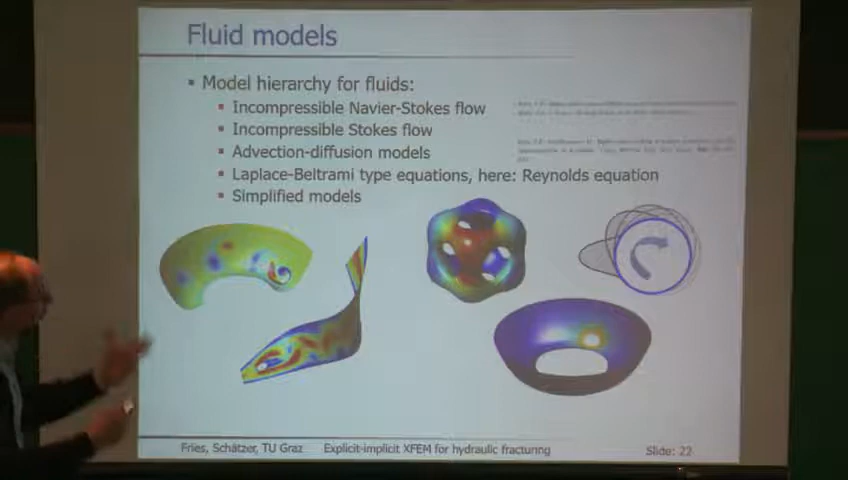 Fluid models
Model hierarchy for fluids:
Incompressible Navier-Stokes flow
Incompressible Stokes flow
Advection-diffusion models
Laplace-Beltrami type equations, here: Reynolds equation
Simplified models
Fries, Schätzer, TU Graz Explicit-implicit XFEM for hydraulic fracturing Slide: 22